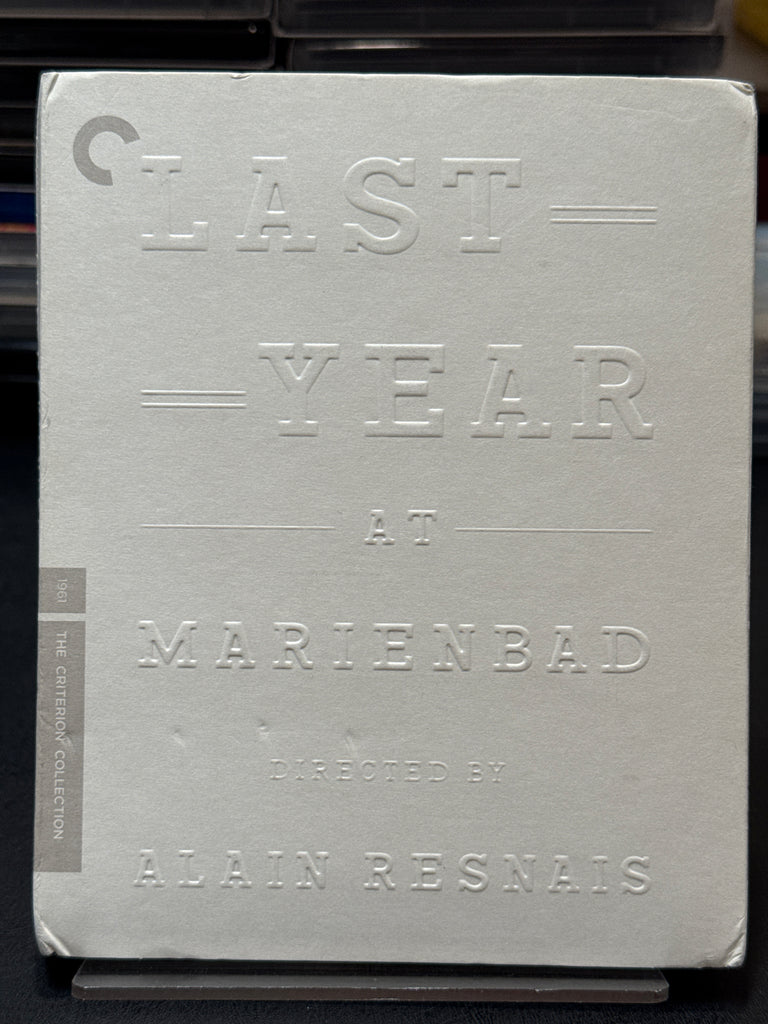 LAST
YEAR
AT
MARIENBAD
DIRECTED BY
ALAIN RESNAIS
1961
THE CRITERION COLLECTION